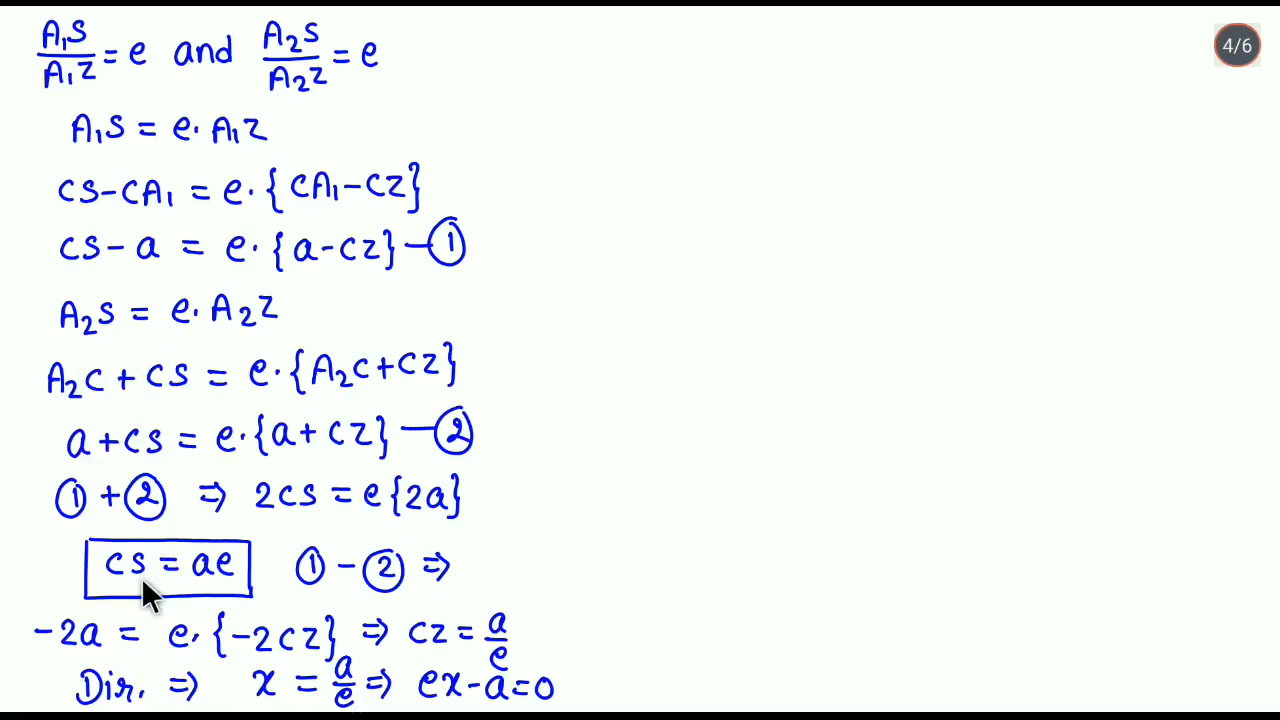 A₁S/A₁Z = e and A₂S/A₂Z = e
4/6
A₁S = e· A₁Z
CS-CA₁ = e·{CA₁-CZ}
CS-a = e·{a-CZ} — ①
A₂S = e· A₂Z
A₂C + CS = e·{A₂C+CZ}
a+CS = e·{a+CZ} — ②
① + ② ⇒ 2CS = e{2a}
CS = ae ① - ② ⇒
-2a = e·{-2CZ} ⇒ CZ = a/e
Dir. ⇒ x = a/e ⇒ ex-a=0